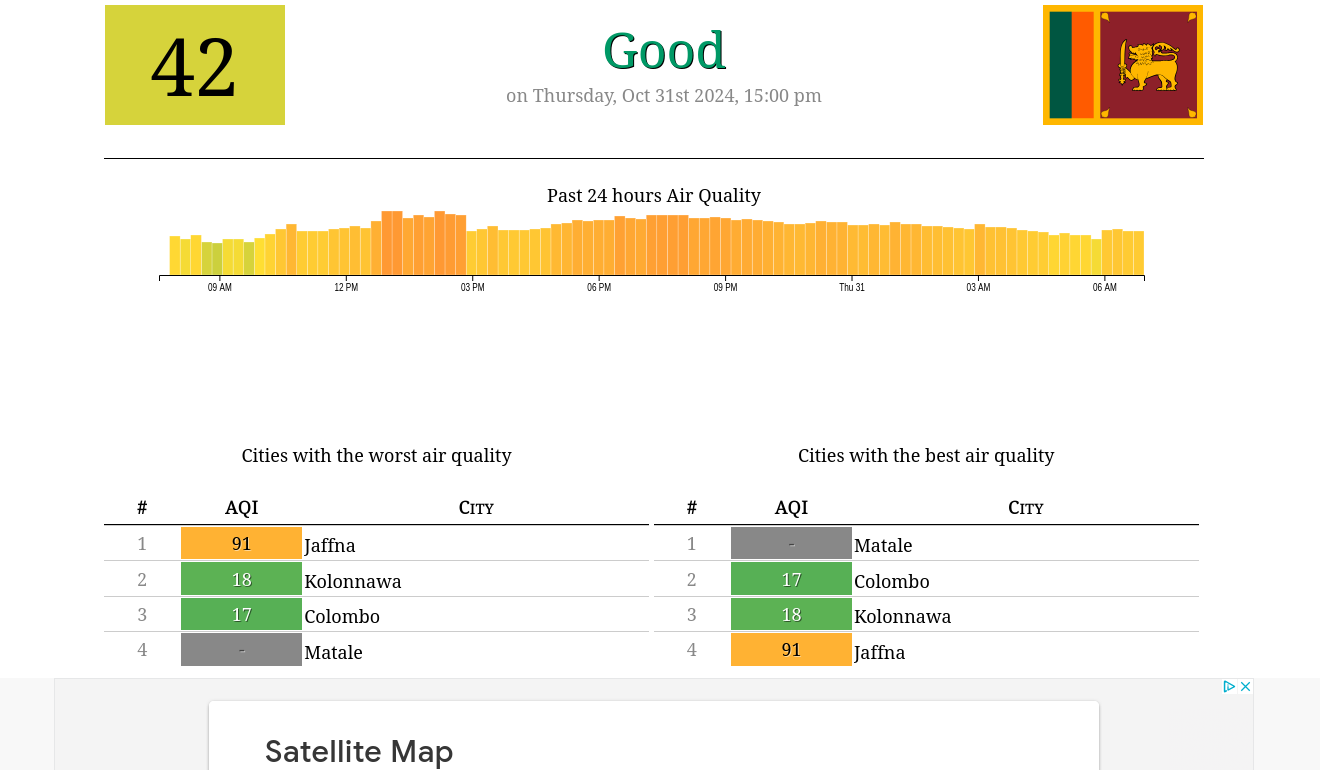 42
Good
on Thursday, Oct 31st 2024, 15:00 pm
Past 24 hours Air Quality
09 AM 12 PM 03 PM 06 PM 09 PM Thu 31 03 AM 06 AM
Cities with the worst air quality
# AQI City
1 91 Jaffna
2 18 Kolonnawa
3 17 Colombo
4 - Matale
Cities with the best air quality
# AQI City
1 - Matale
2 17 Colombo
3 18 Kolonnawa
4 91 Jaffna
Satellite Map